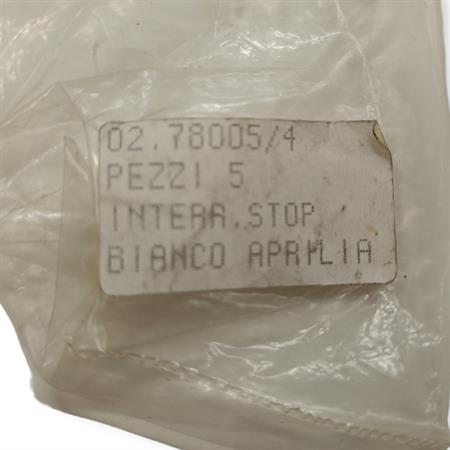 02.78005/4
PEZZI 5
INTERR.STOP
BIANCO APRILIA